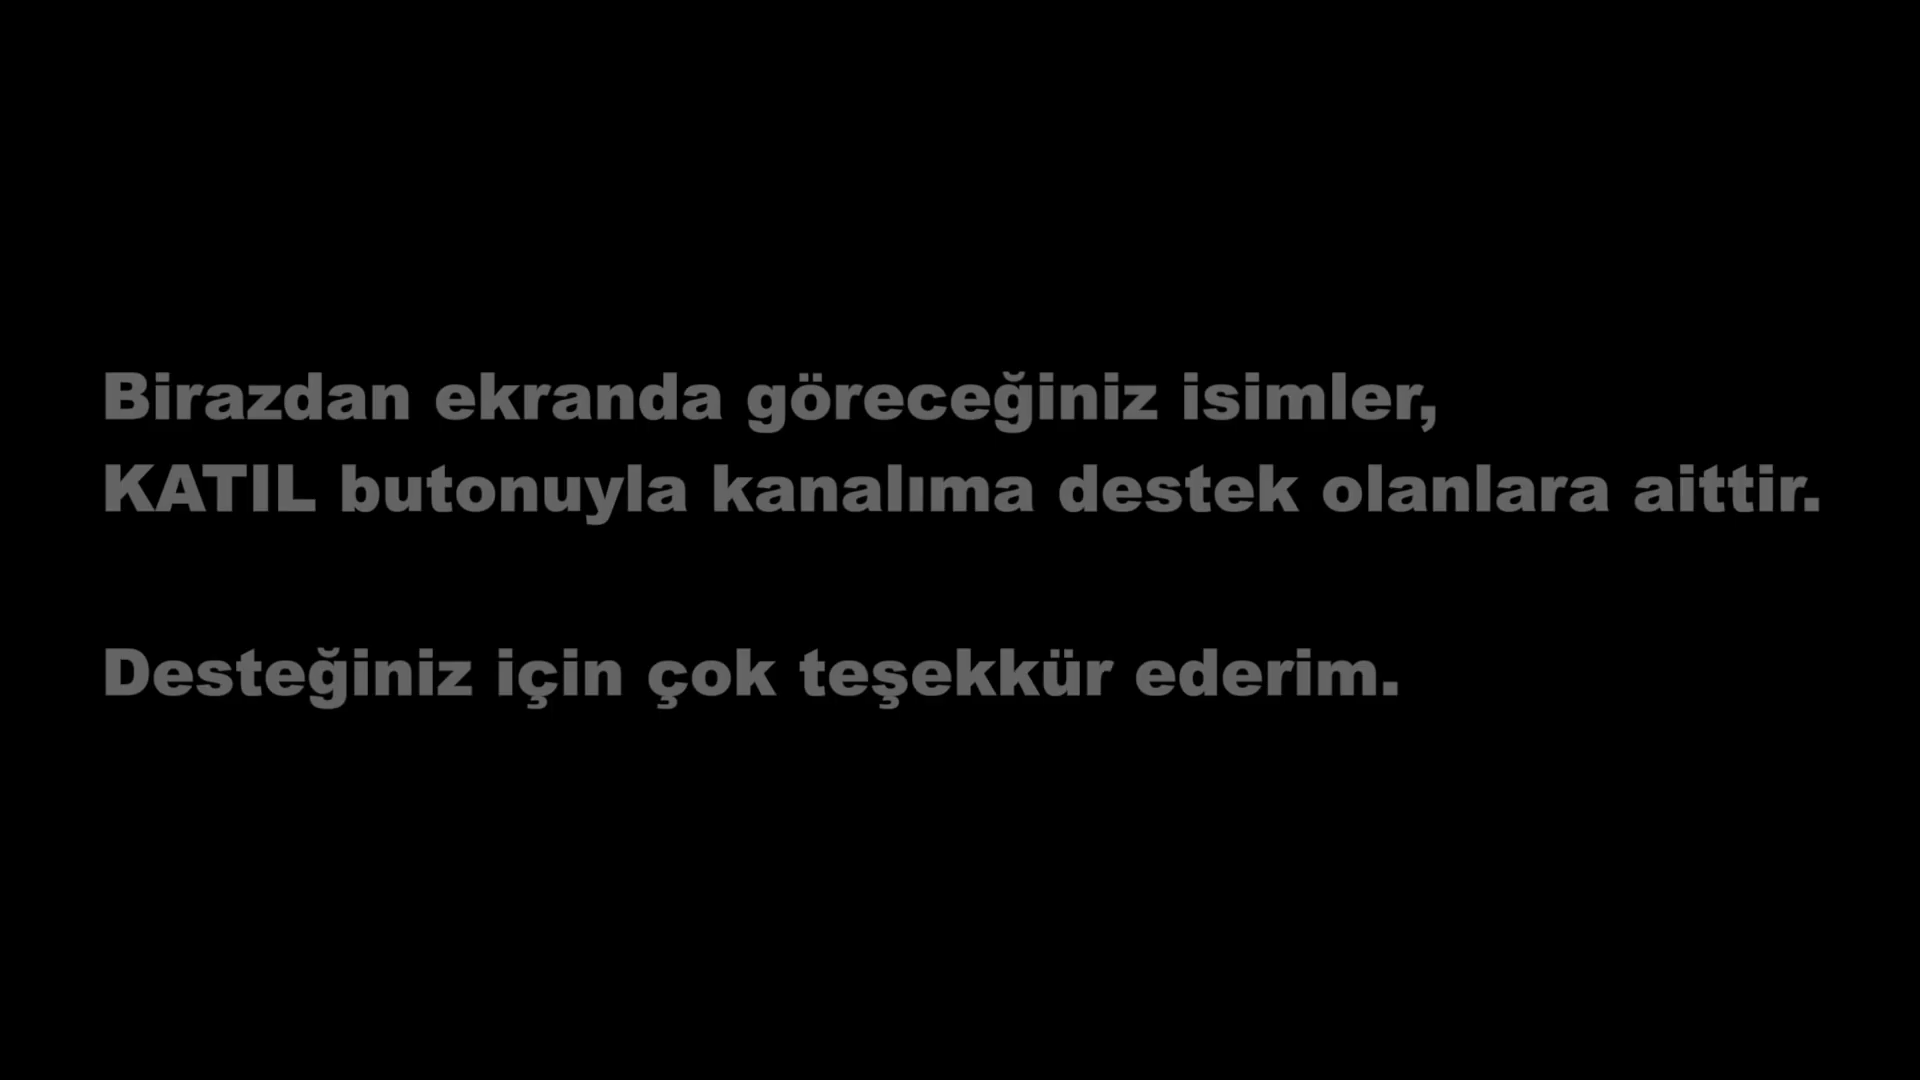 Birazdan ekranda göreceğiniz isimler,
KATIL butonuyla kanalıma destek olanlara aittir.
Desteğiniz için çok teşekkür ederim.